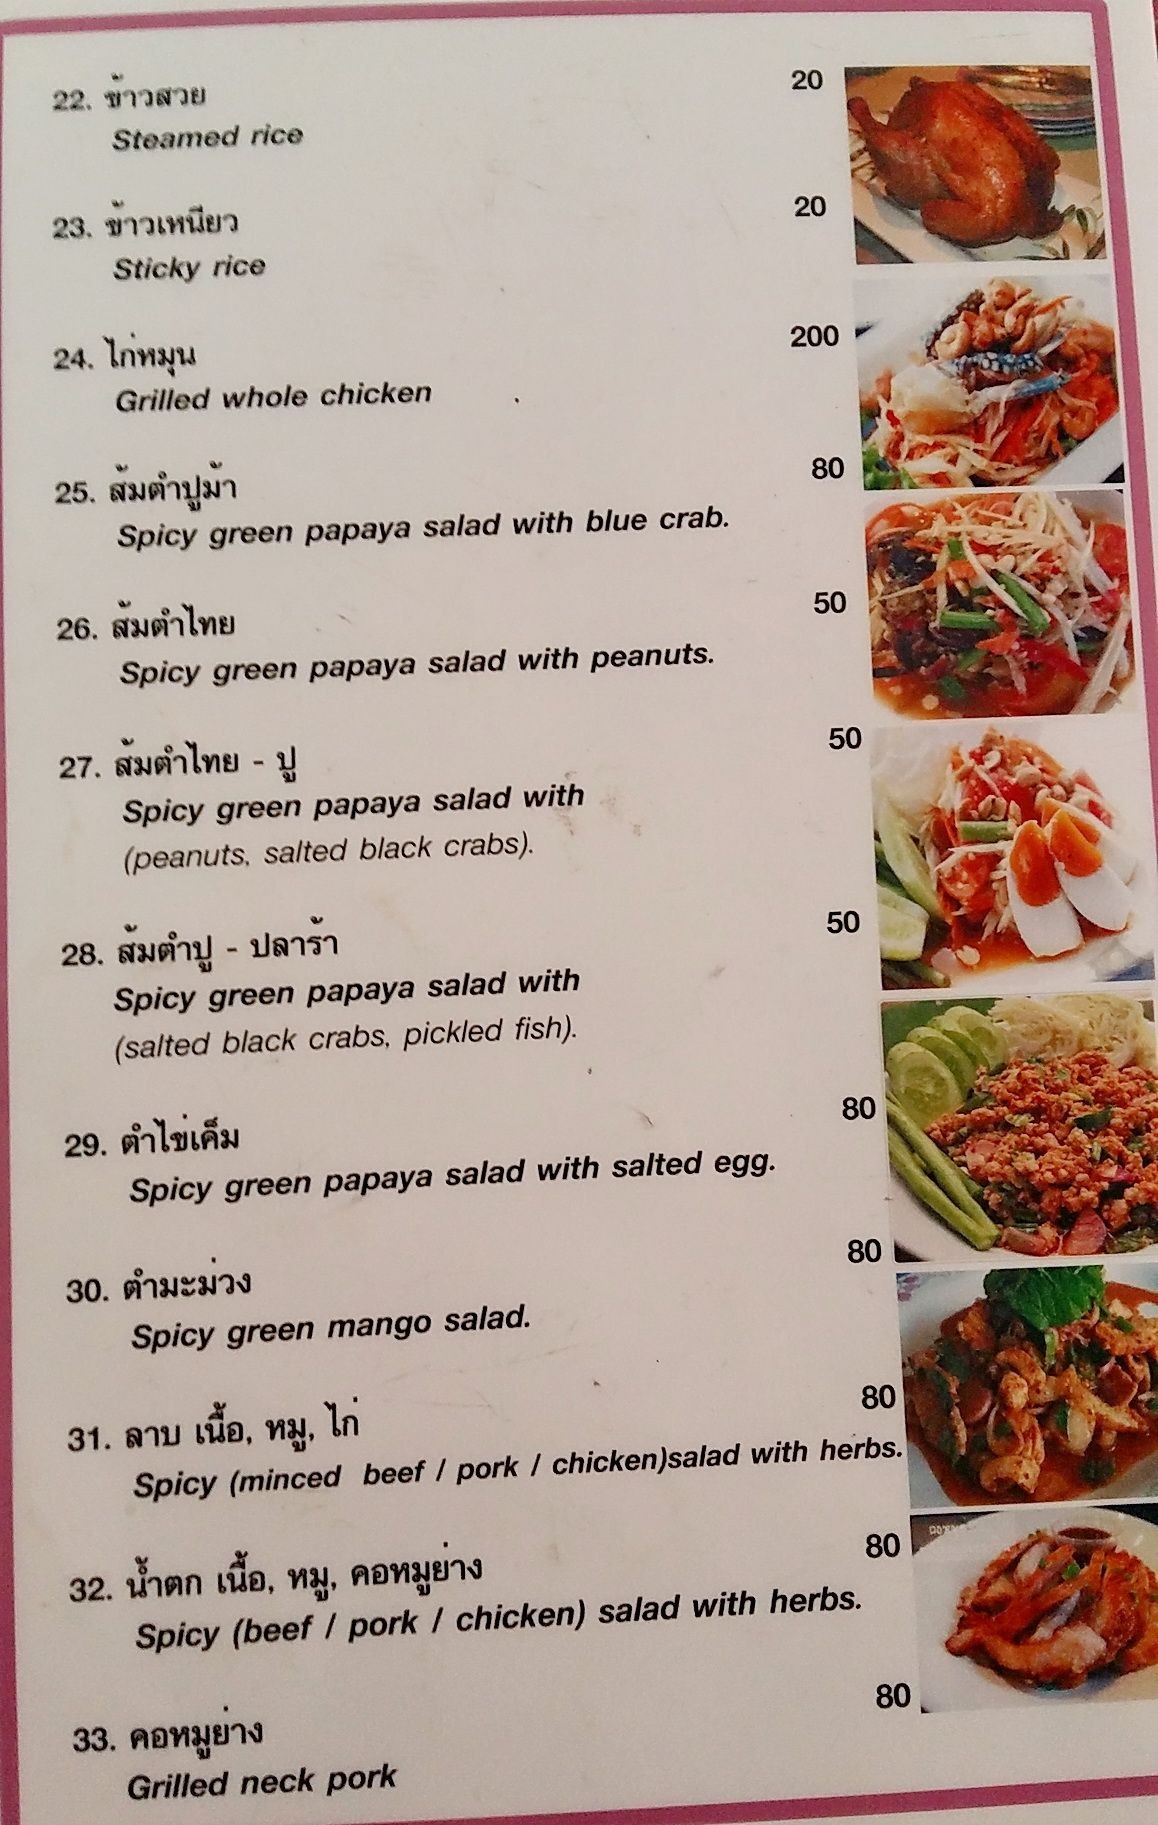 22. ข้าวสวย 20
Steamed rice
23. ข้าวเหนียว 20
Sticky rice
24. ไก่หมุน 200
Grilled whole chicken
25. ส้มตำปูม้า 80
Spicy green papaya salad with blue crab.
26. ส้มตำไทย 50
Spicy green papaya salad with peanuts.
27. ส้มตำไทย - ปู 50
Spicy green papaya salad with
(peanuts, salted black crabs).
28. ส้มตำปู - ปลาร้า 50
Spicy green papaya salad with
(salted black crabs, pickled fish).
29. ตำไข่เค็ม 80
Spicy green papaya salad with salted egg.
30. ตำมะม่วง 80
Spicy green mango salad.
31. ลาบ เนื้อ, หมู, ไก่ 80
Spicy (minced beef / pork / chicken)salad with herbs.
32. น้ำตก เนื้อ, หมู, คอหมูย่าง 80
Spicy (beef / pork / chicken) salad with herbs.
33. คอหมูย่าง 80
Grilled neck pork